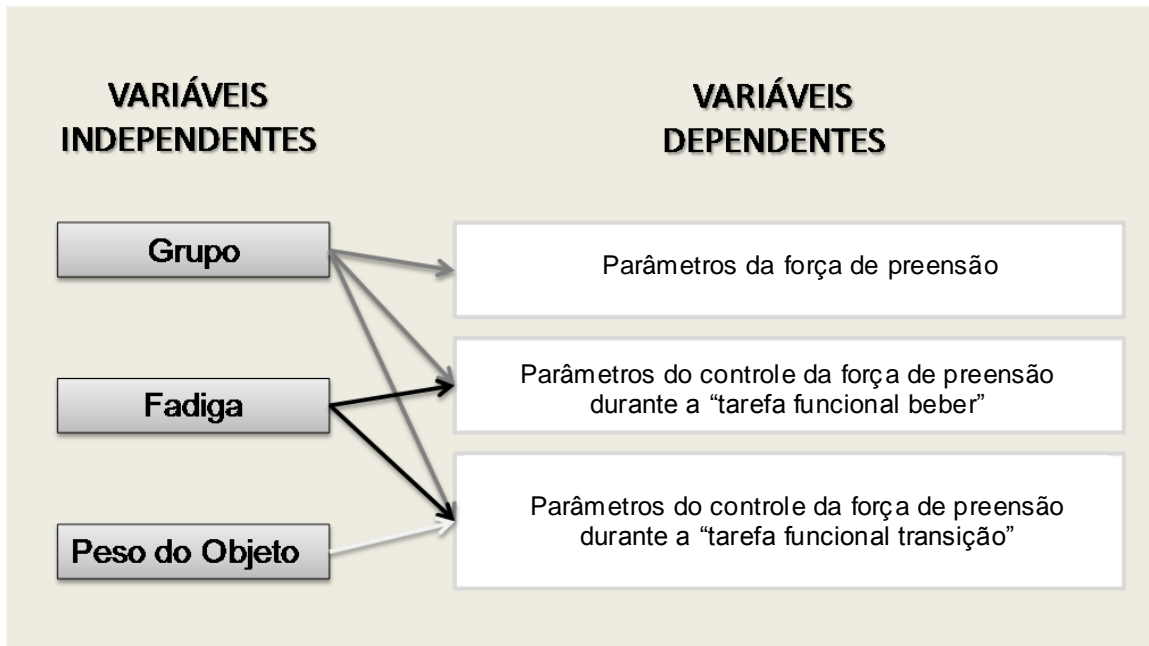 VARIÁVEIS
INDEPENDENTES
VARIÁVEIS
DEPENDENTES
Grupo
Fadiga
Peso do Objeto
Parâmetros da força de preensão
Parâmetros do controle da força de preensão
durante a “tarefa funcional beber”
Parâmetros do controle da força de preensão
durante a “tarefa funcional transição”